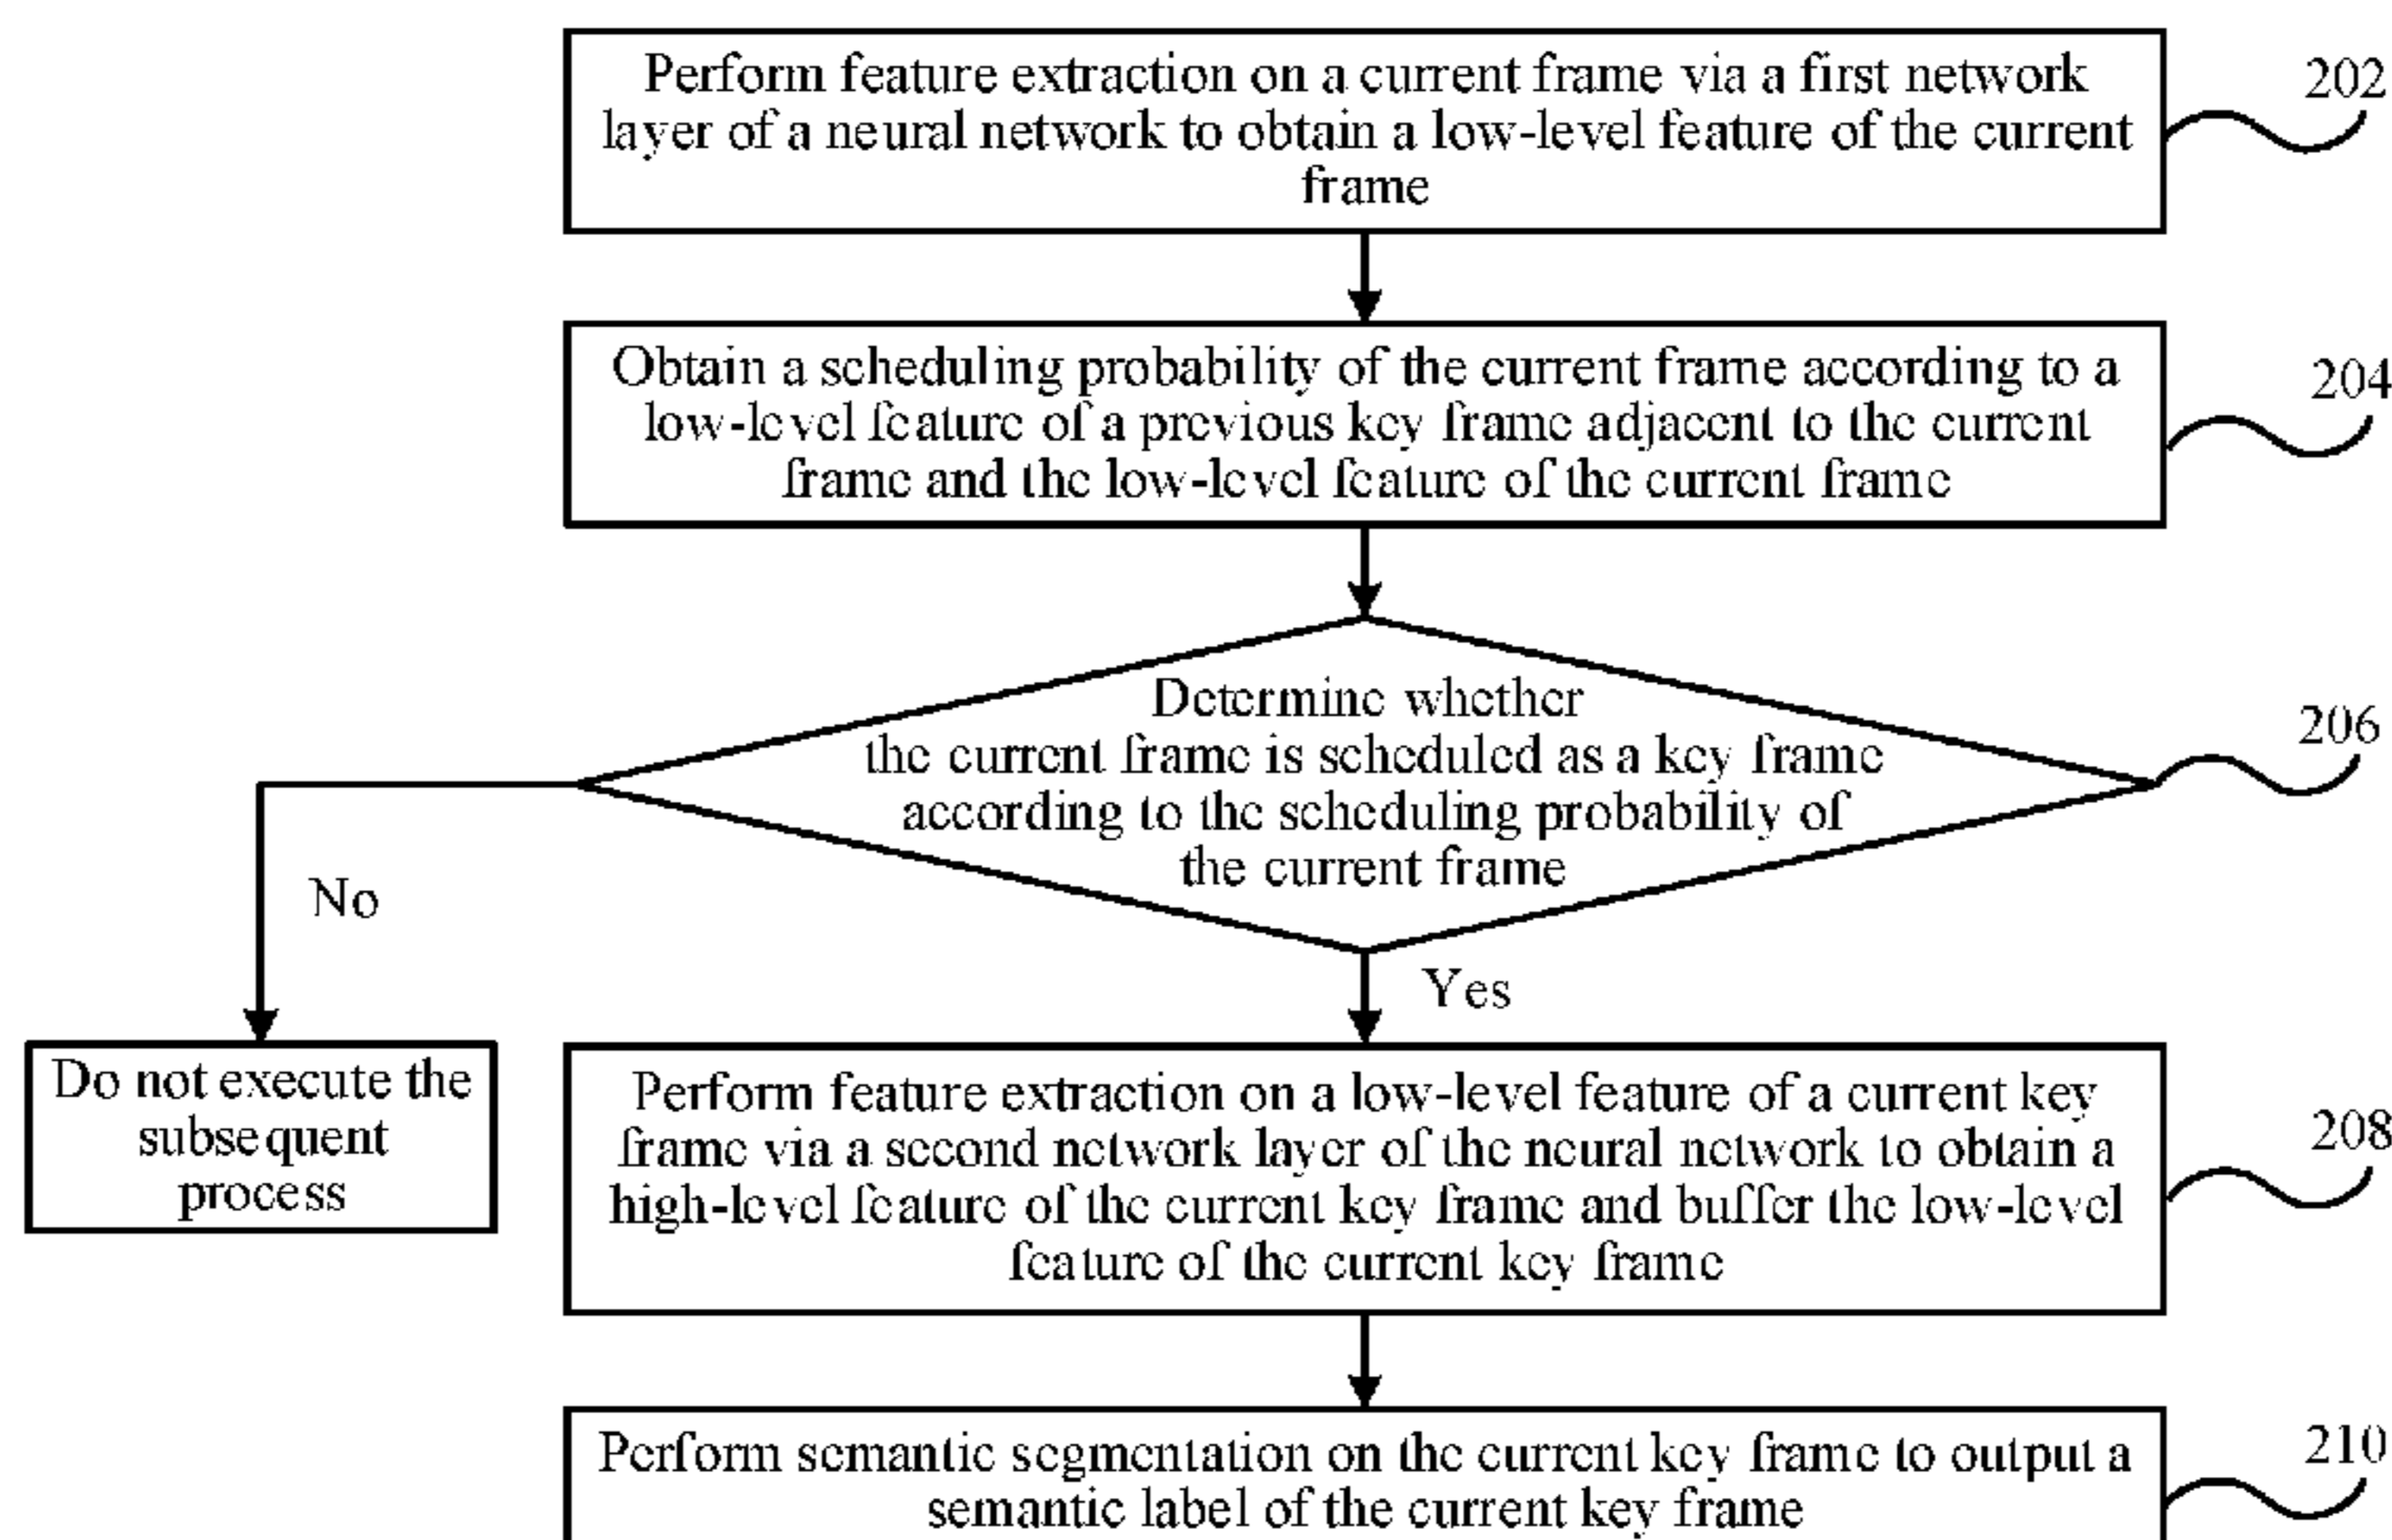 Perform feature extraction on a current frame via a first network
layer of a neural network to obtain a low-level feature of the current
frame
202
Obtain a scheduling probability of the current frame according to a
low-level feature of a previous key frame adjacent to the current
frame and the low-level feature of the current frame
204
Determine whether
the current frame is scheduled as a key frame
according to the scheduling probability of
the current frame
206
No
Yes
Do not execute the
subsequent
process
Perform feature extraction on a low-level feature of a current key
frame via a second network layer of the neural network to obtain a
high-level feature of the current key frame and buffer the low-level
feature of the current key frame
208
Perform semantic segmentation on the current key frame to output a
semantic label of the current key frame
210